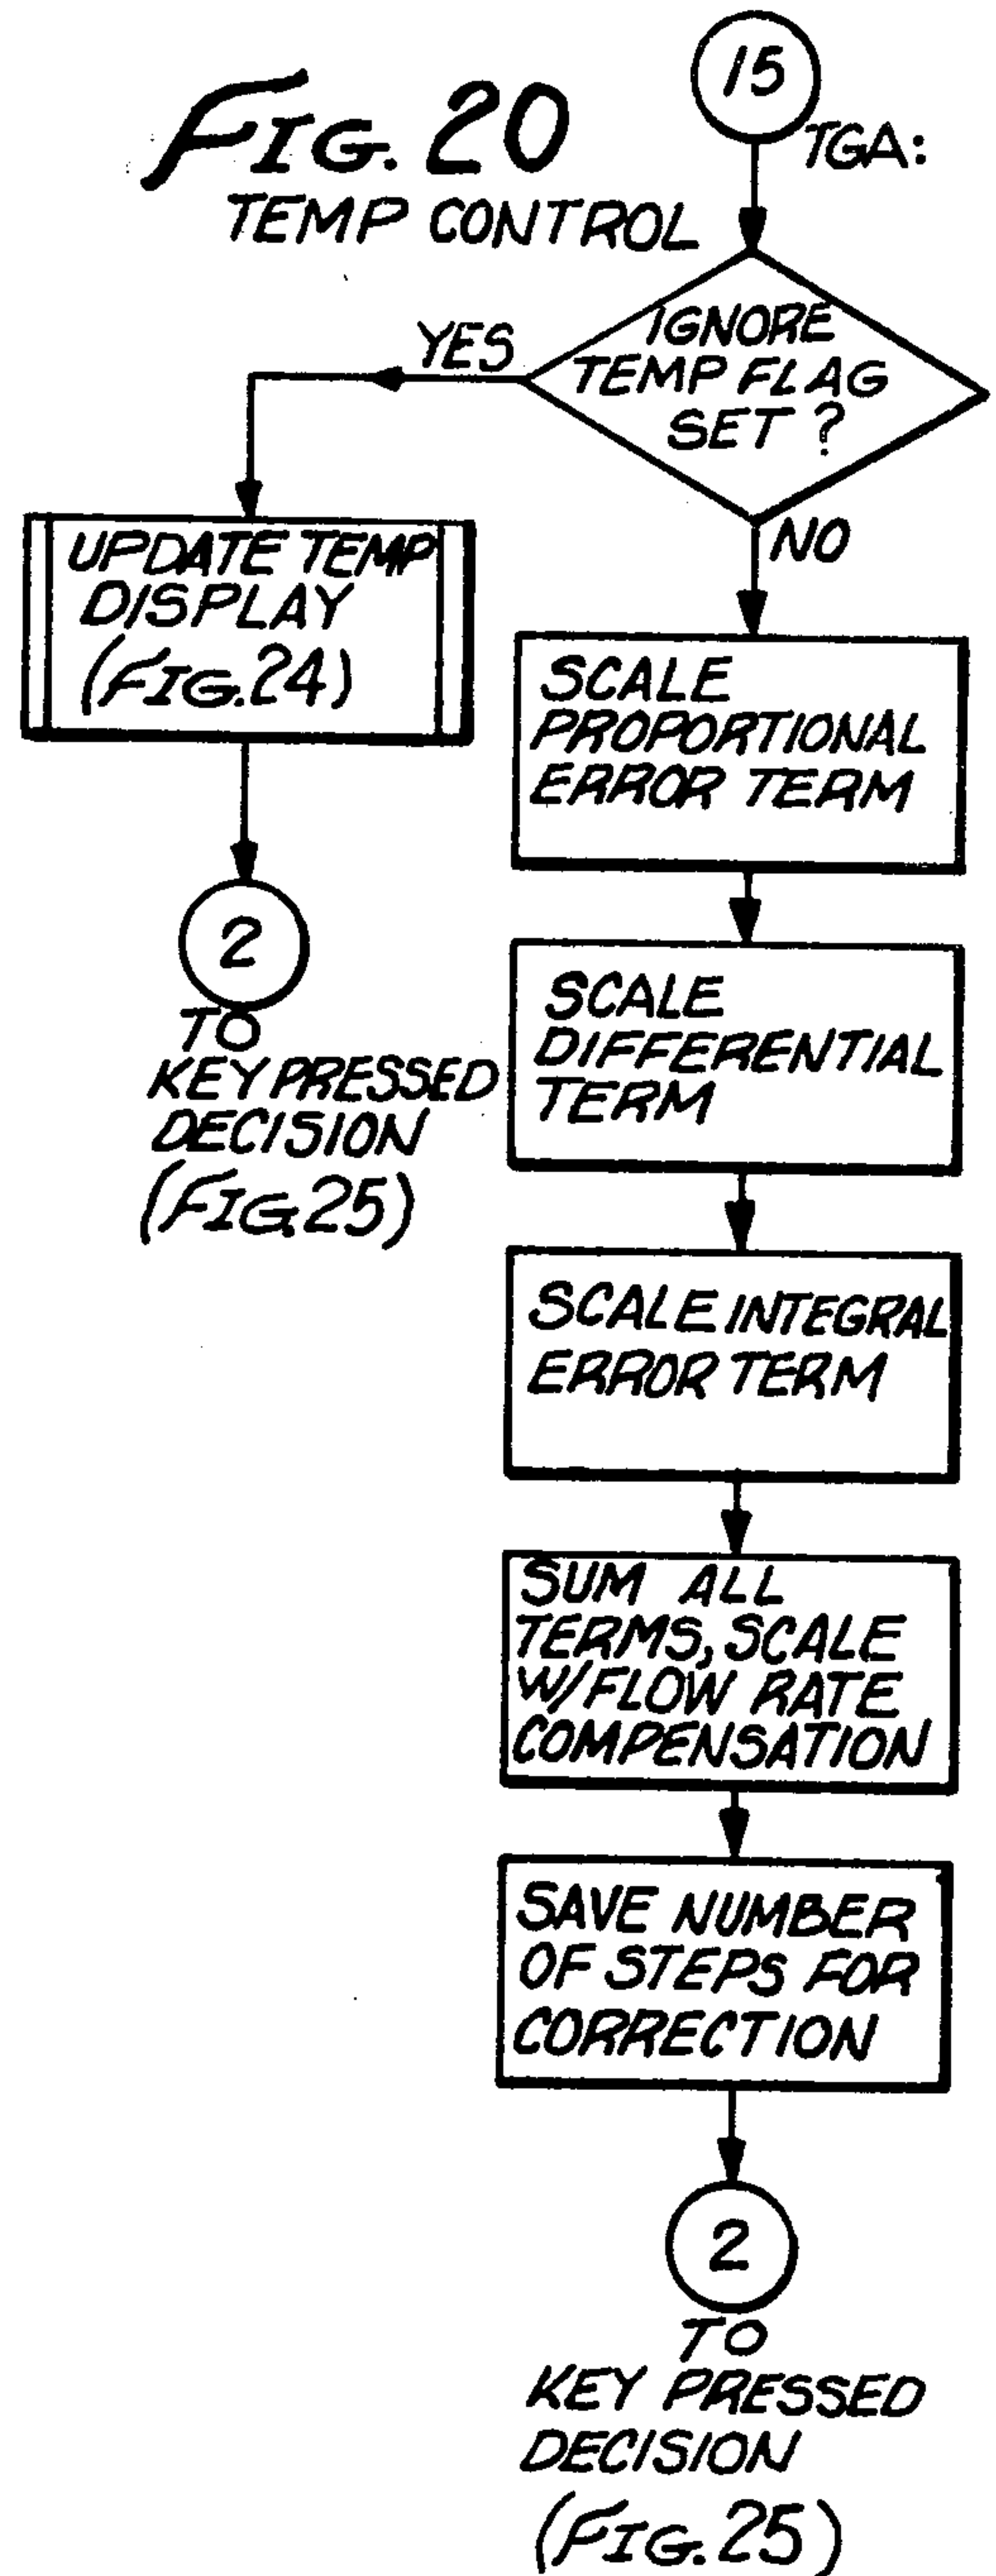 FIG. 20
TEMP CONTROL
15
TGA:
IGNORE
TEMP FLAG
SET ?
YES
NO
UPDATE TEMP
DISPLAY
(FIG. 24)
2
TO
KEY PRESSED
DECISION
(FIG. 25)
SCALE
PROPORTIONAL
ERROR TERM
SCALE
DIFFERENTIAL
TERM
SCALE INTEGRAL
ERROR TERM
SUM ALL
TERMS, SCALE
W/FLOW RATE
COMPENSATION
SAVE NUMBER
OF STEPS FOR
CORRECTION
2
TO
KEY PRESSED
DECISION
(FIG. 25)